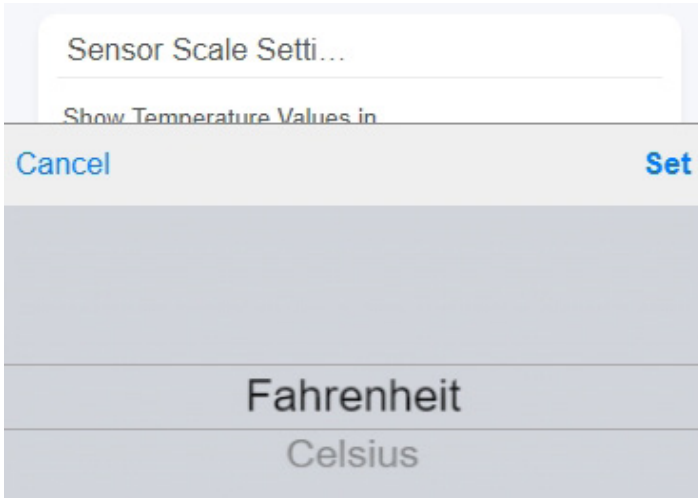 Sensor Scale Setti...
Show Temperature Values in
Cancel Set
Fahrenheit
Celsius